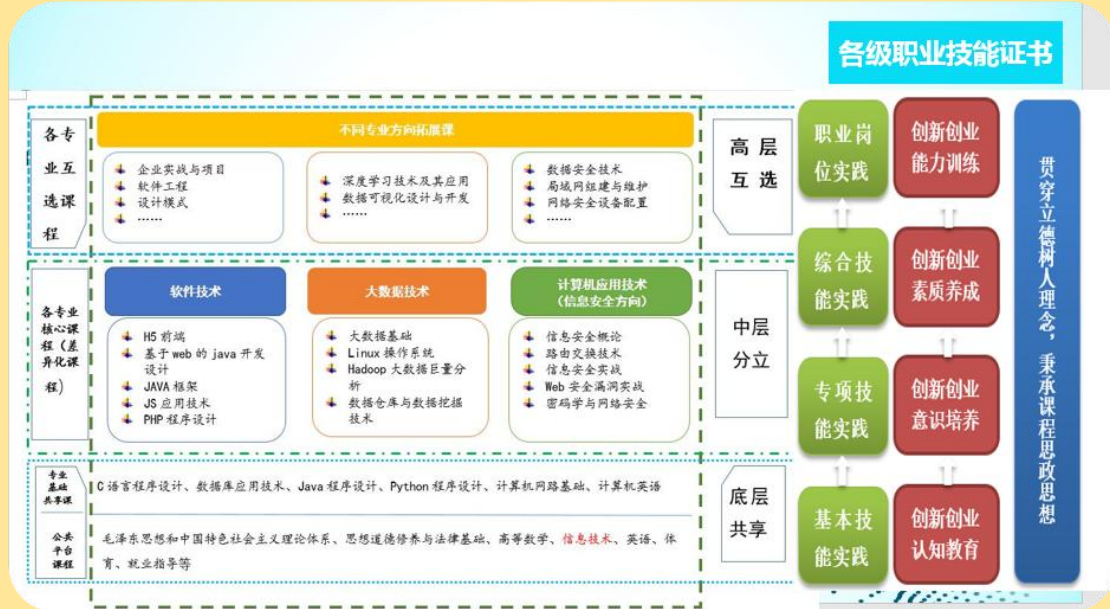 各级职业技能证书
各专
业互
选课
程
不同专业方向拓展课
企业实战与项目
软件工程
设计模式
……
深度学习技术及其应用
数据可视化设计与开发
……
数据安全技术
局域网组建与维护
网络安全设备配置
……
高层
互选
各专业
核心课
程（差
异化课
程）
软件技术
H5 前端
基于 web 的 java 开发
设计
JAVA 框架
JS 应用技术
PHP 程序设计
大数据技术
大数据基础
Linux 操作系统
Hadoop 大数据巨量分
析
数据仓库与数据挖掘
技术
计算机应用技术
（信息安全方向）
信息安全概论
路由交换技术
信息安全实战
Web 安全漏洞实战
密码学与网络安全
中层
分立
专业
基础
共享课
C 语言程序设计、数据库应用技术、Java 程序设计、Python 程序设计、计算机网路基础、计算机英语
公共
平台
课程
毛泽东思想和中国特色社会主义理论体系、思想道德修养与法律基础、高等数学、信息技术、英语、体
育、就业指导等
底层
共享
职业岗
位实践
综合技
能实践
专项技
能实践
基本技
能实践
创新创业
能力训练
创新创业
素质养成
创新创业
意识培养
创新创业
认知教育
贯穿立德树人理念，秉承课程思政思想